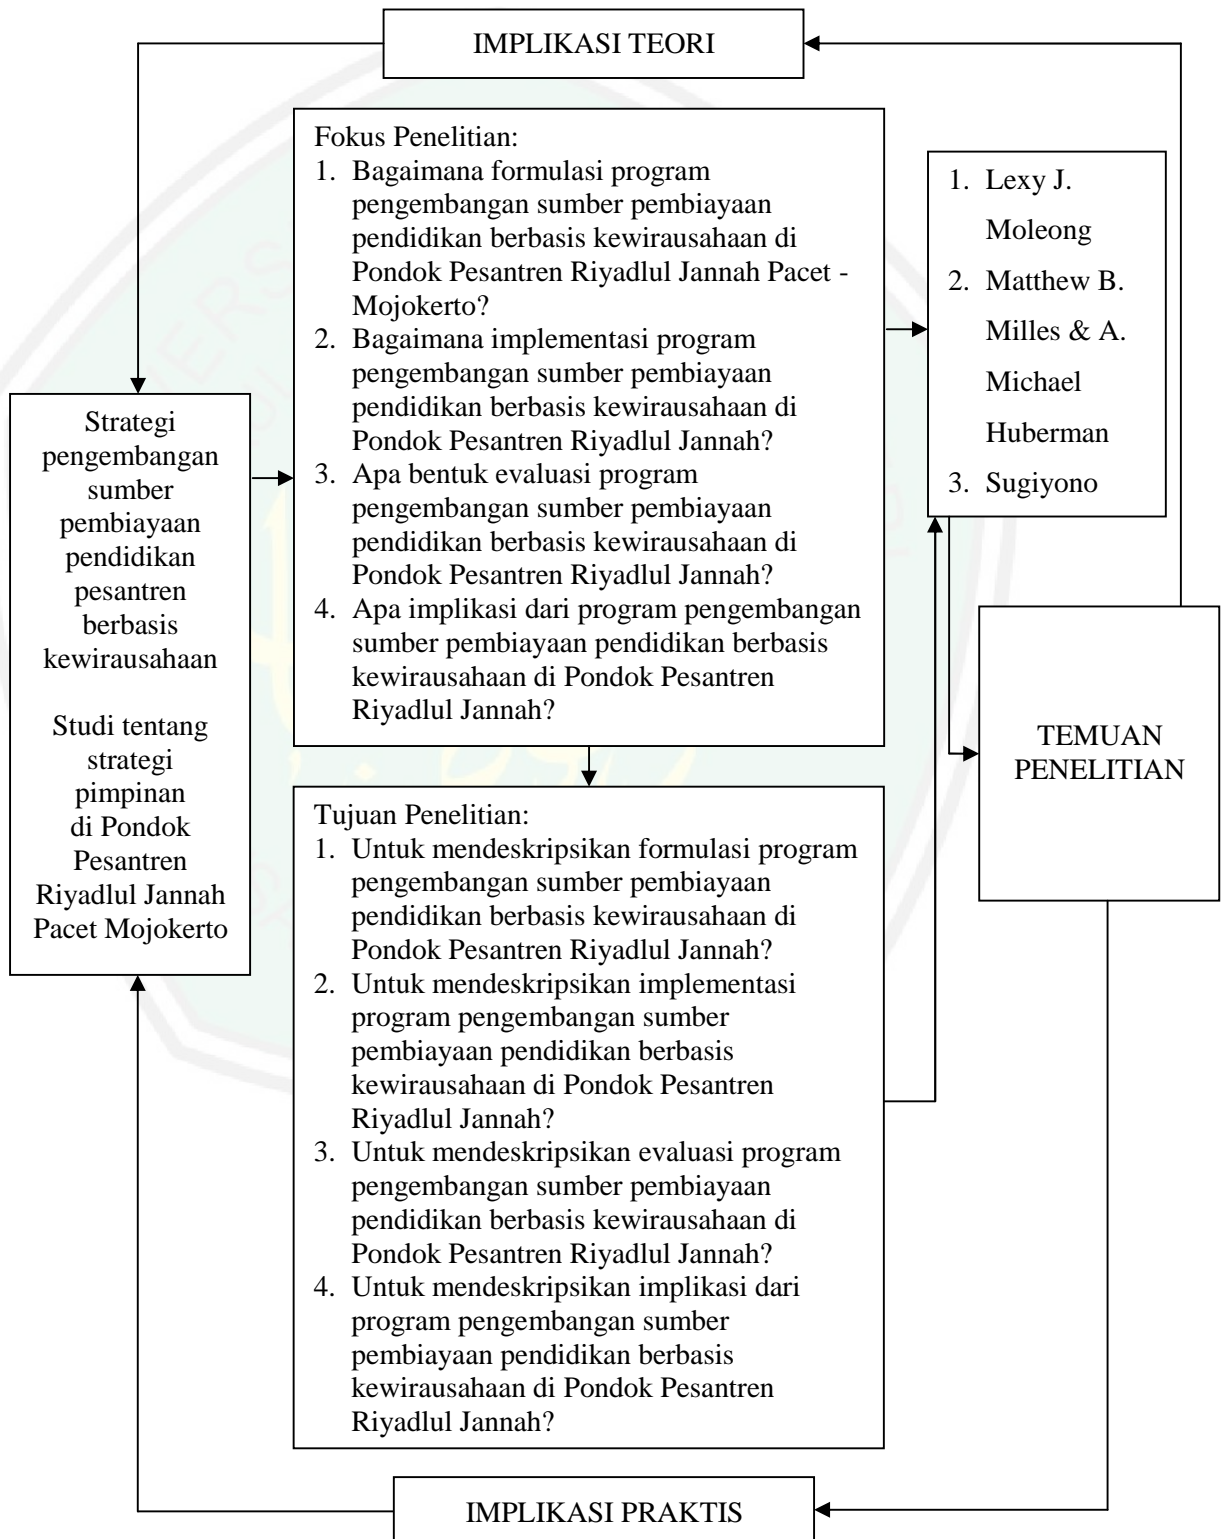 IMPLIKASI TEORI
Fokus Penelitian:
1. Bagaimana formulasi program
pengembangan sumber pembiayaan
pendidikan berbasis kewirausahaan di
Pondok Pesantren Riyadlul Jannah Pacet -
Mojokerto?
2. Bagaimana implementasi program
pengembangan sumber pembiayaan
pendidikan berbasis kewirausahaan di
Pondok Pesantren Riyadlul Jannah?
3. Apa bentuk evaluasi program
pengembangan sumber pembiayaan
pendidikan berbasis kewirausahaan di
Pondok Pesantren Riyadlul Jannah?
4. Apa implikasi dari program pengembangan
sumber pembiayaan pendidikan berbasis
kewirausahaan di Pondok Pesantren
Riyadlul Jannah?
1. Lexy J.
Moleong
2. Matthew B.
Milles & A.
Michael
Huberman
3. Sugiyono
Strategi
pengembangan
sumber
pembiayaan
pendidikan
pesantren
berbasis
kewirausahaan
Studi tentang
strategi
pimpinan
di Pondok
Pesantren
Riyadlul Jannah
Pacet Mojokerto
TEMUAN
PENELITIAN
Tujuan Penelitian:
1. Untuk mendeskripsikan formulasi program
pengembangan sumber pembiayaan
pendidikan berbasis kewirausahaan di
Pondok Pesantren Riyadlul Jannah?
2. Untuk mendeskripsikan implementasi
program pengembangan sumber
pembiayaan pendidikan berbasis
kewirausahaan di Pondok Pesantren
Riyadlul Jannah?
3. Untuk mendeskripsikan evaluasi program
pengembangan sumber pembiayaan
pendidikan berbasis kewirausahaan di
Pondok Pesantren Riyadlul Jannah?
4. Untuk mendeskripsikan implikasi dari
program pengembangan sumber
pembiayaan pendidikan berbasis
kewirausahaan di Pondok Pesantren
Riyadlul Jannah?
IMPLIKASI PRAKTIS